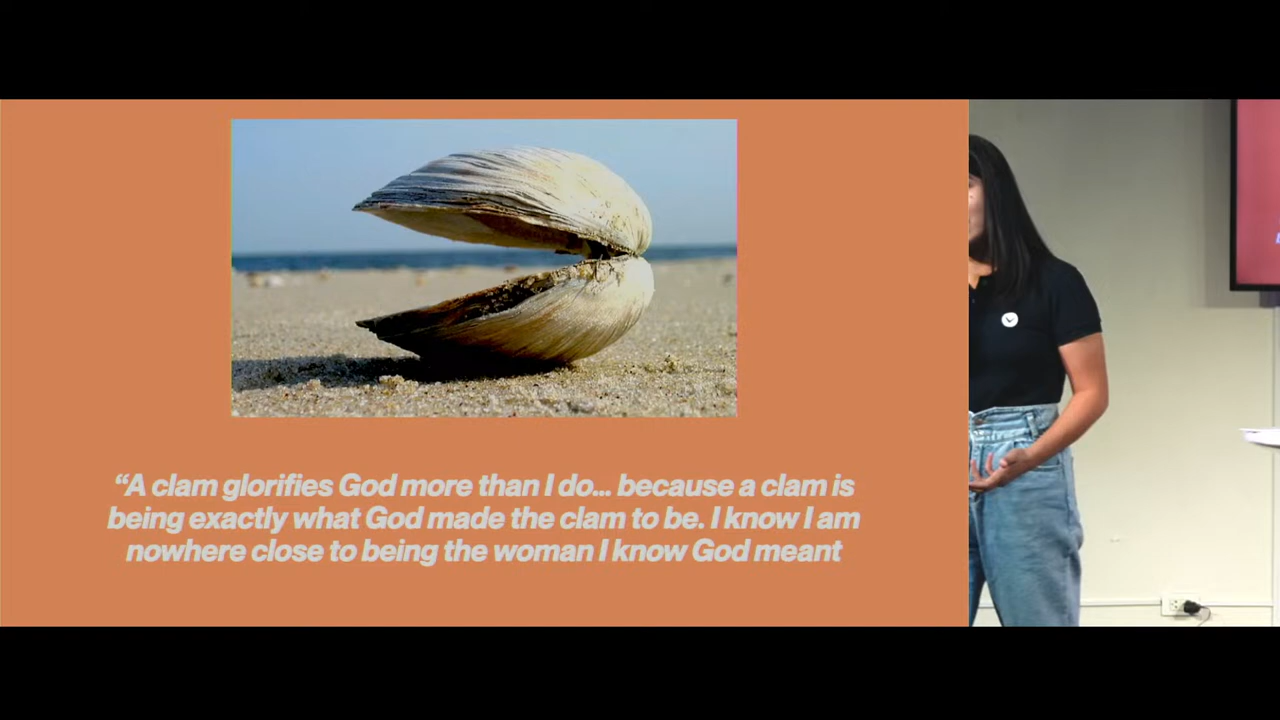 “A clam glorifies God more than I do... because a clam is
being exactly what God made the clam to be. I know I am
nowhere close to being the woman I know God meant